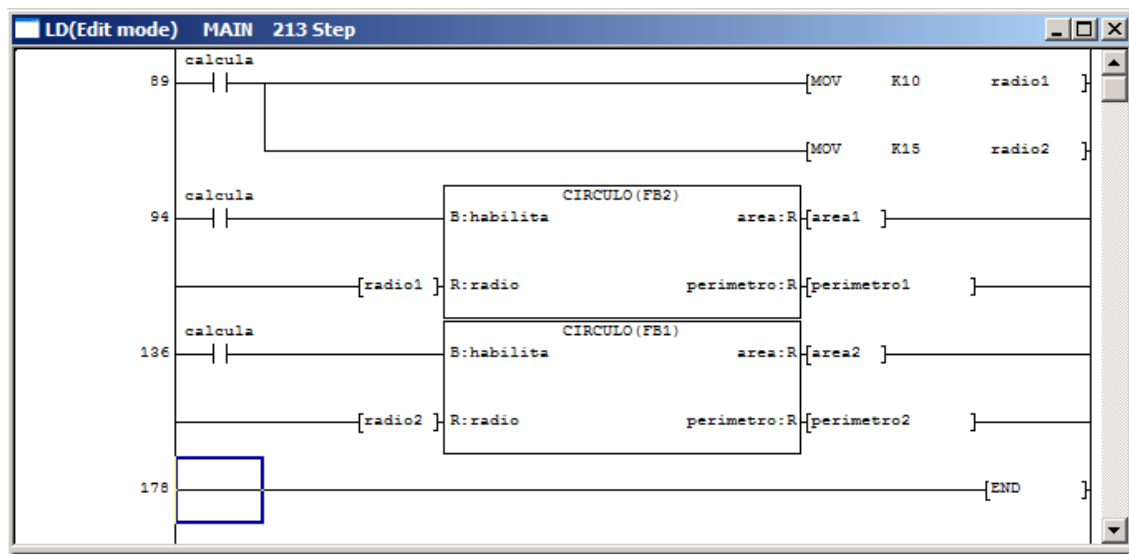 LD(Edit mode) MAIN 213 Step
calcula
89 [MOV K10 radio1 ]
[MOV K15 radio2 ]
calcula CIRCULO(FB2)
94 B:habilita area:R [area1 ]
[radio1 ] R:radio perimetro:R [perimetro1 ]
calcula CIRCULO(FB1)
136 B:habilita area:R [area2 ]
[radio2 ] R:radio perimetro:R [perimetro2 ]
178 [END ]